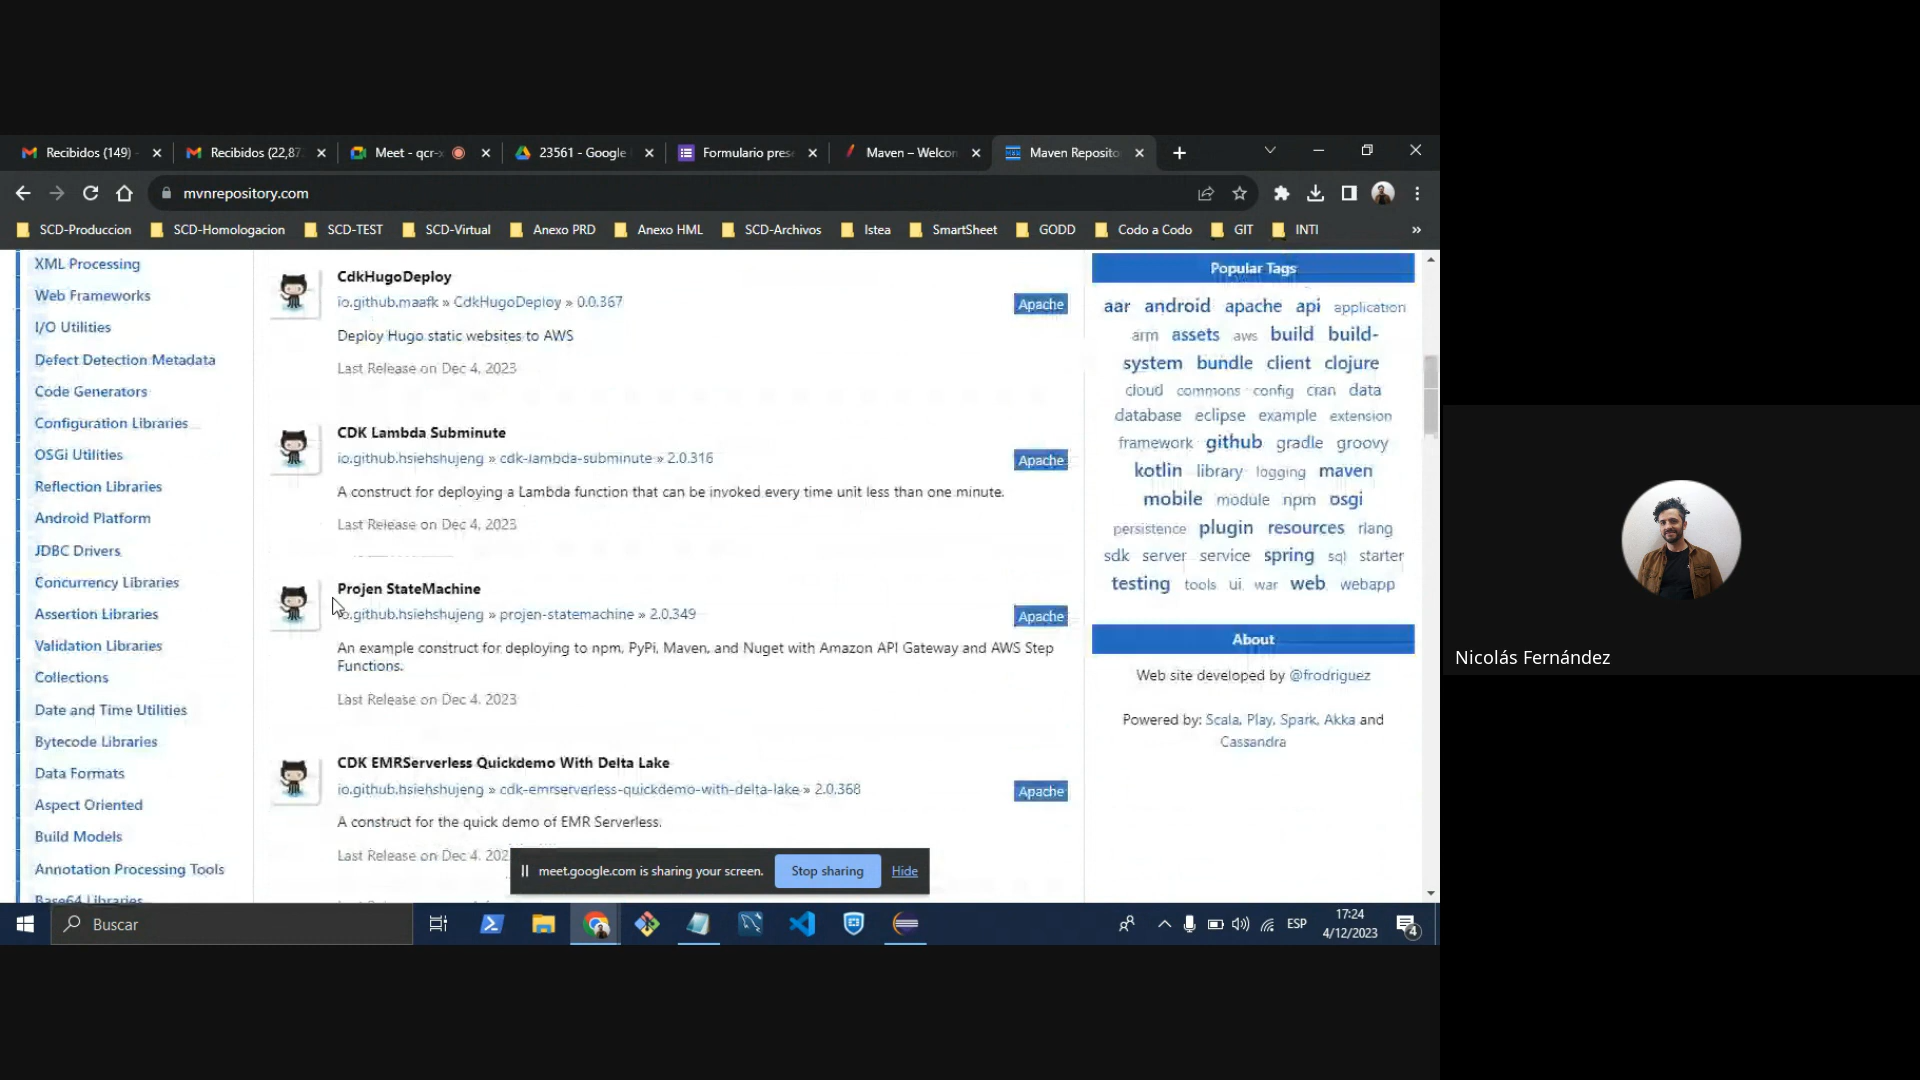 Recibidos (149)
Recibidos (22,87
Meet - qcr-
23561 - Google
Formulario pres
Maven – Welcon
Maven Reposito
mvnrepository.com
SCD-Produccion
SCD-Homologacion
SCD-TEST
SCD-Virtual
Anexo PRD
Anexo HML
SCD-Archivos
Istea
SmartSheet
GODD
Codo a Codo
GIT
INTI
»
XML Processing
Web Frameworks
I/O Utilities
Defect Detection Metadata
Code Generators
Configuration Libraries
OSGi Utilities
Reflection Libraries
Android Platform
JDBC Drivers
Concurrency Libraries
Assertion Libraries
Validation Libraries
Collections
Date and Time Utilities
Bytecode Libraries
Data Formats
Aspect Oriented
Build Models
Annotation Processing Tools
Base64 Libraries
CdkHugoDeploy
io.github.maafk » CdkHugoDeploy » 0.0.367
Apache
Deploy Hugo static websites to AWS
Last Release on Dec 4, 2023
CDK Lambda Subminute
io.github.hsiehshujeng » cdk-lambda-subminute » 2.0.316
Apache
A construct for deploying a Lambda function that can be invoked every time unit less than one minute.
Last Release on Dec 4, 2023
Projen StateMachine
io.github.hsiehshujeng » projen-statemachine » 2.0.349
Apache
An example construct for deploying to npm, PyPi, Maven, and Nuget with Amazon API Gateway and AWS Step
Functions.
Last Release on Dec 4, 2023
CDK EMRServerless Quickdemo With Delta Lake
io.github.hsiehshujeng » cdk-emrserverless-quickdemo-with-delta-lake » 2.0.368
Apache
A construct for the quick demo of EMR Serverless.
Last Release on Dec 4, 202
Popular Tags
aar android apache api application
arm assets aws build build-
system bundle client clojure
cloud commons config cran data
database eclipse example extension
framework github gradle groovy
kotlin library logging maven
mobile module npm osgi
persistence plugin resources rlang
sdk server service spring sql starter
testing tools ui war web webapp
About
Web site developed by @frodriguez
Powered by: Scala, Play, Spark, Akka and
Cassandra
meet.google.com is sharing your screen.
Stop sharing
Hide
Buscar
ESP
17:24
4/12/2023
4
Nicolás Fernández